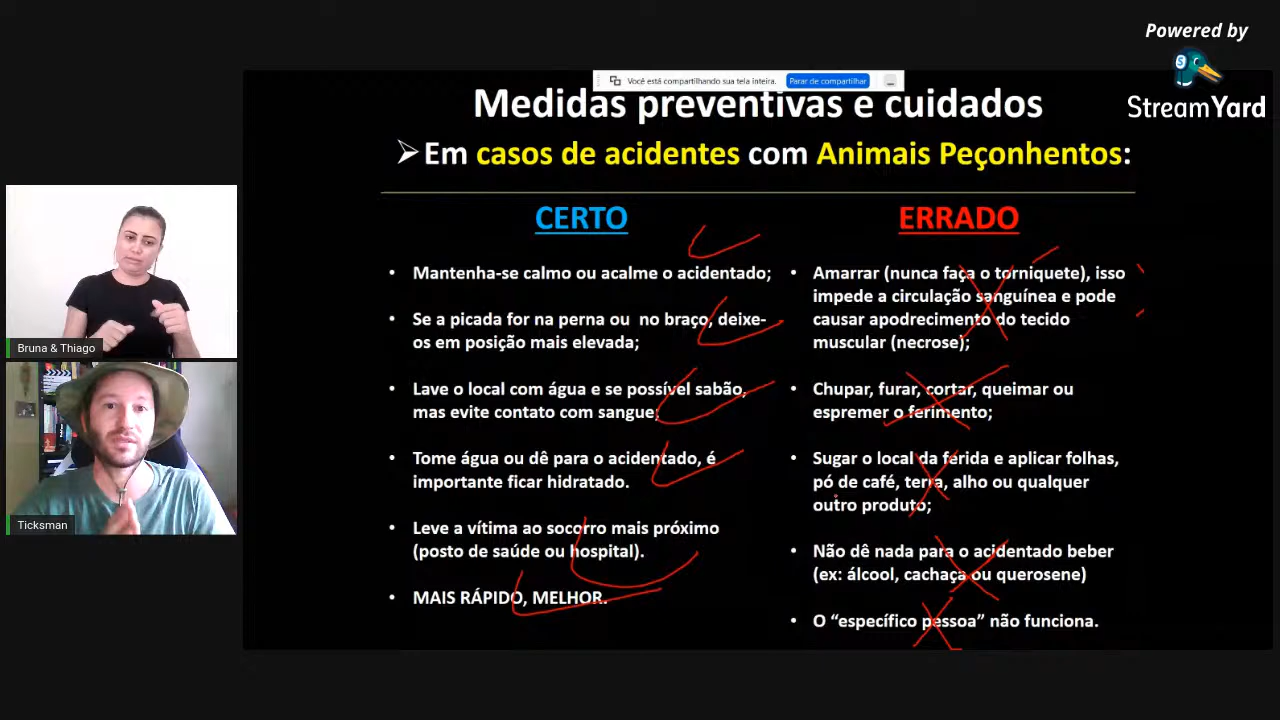 Powered by
StreamYard
Você está compartilhando sua tela inteira.
Parar de compartilhar
Medidas preventivas e cuidados
Em casos de acidentes com Animais Peçonhentos:
CERTO
• Mantenha-se calmo ou acalme o acidentado;
• Se a picada for na perna ou no braço, deixe-
os em posição mais elevada;
• Lave o local com água e se possível sabão,
mas evite contato com sangue;
• Tome água ou dê para o acidentado, é
importante ficar hidratado.
• Leve a vítima ao socorro mais próximo
(posto de saúde ou hospital).
• MAIS RÁPIDO, MELHOR.
ERRADO
• Amarrar (nunca faça o torniquete), isso
impede a circulação sanguínea e pode
causar apodrecimento do tecido
muscular (necrose);
• Chupar, furar, cortar, queimar ou
espremer o ferimento;
• Sugar o local da ferida e aplicar folhas,
pó de café, terra, alho ou qualquer
outro produto;
• Não dê nada para o acidentado beber
(ex: álcool, cachaça ou querosene)
• O “específico pessoa” não funciona.
Bruna & Thiago
Ticksman